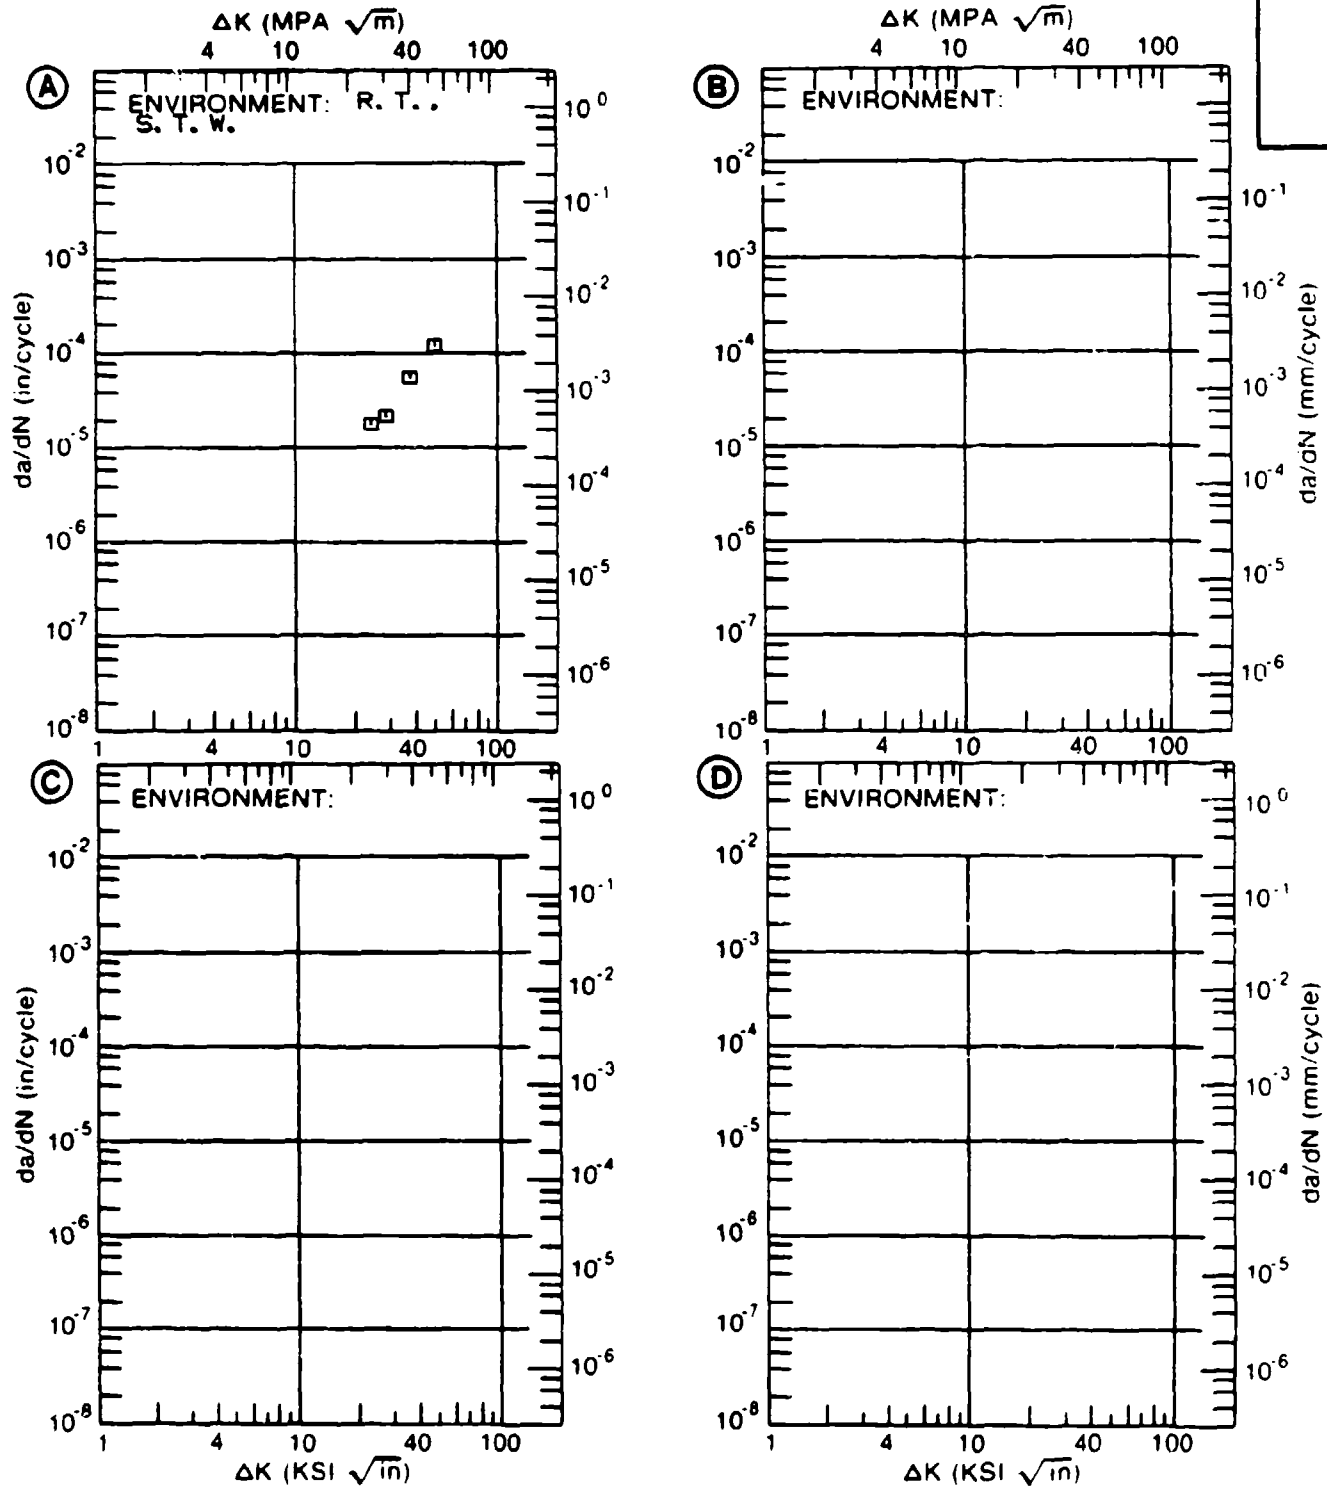 ΔK (MPA √m)
4 10 40 100
A
ENVIRONMENT: R. T. ,
S. T. W.
10⁰
10⁻¹
10⁻²
10⁻³
10⁻⁴
10⁻⁵
10⁻⁶
10⁻²
10⁻³
10⁻⁴
10⁻⁵
10⁻⁶
10⁻⁷
10⁻⁸
da/dN (in/cycle)
1 4 10 40 100
ΔK (MPA √m)
4 10 40 100
B
ENVIRONMENT:
10⁻²
10⁻³
10⁻⁴
10⁻⁵
10⁻⁶
10⁻⁷
10⁻⁸
10⁻¹
10⁻²
10⁻³
10⁻⁴
10⁻⁵
10⁻⁶
da/dN (mm/cycle)
1 4 10 40 100
C
ENVIRONMENT:
10⁰
10⁻¹
10⁻²
10⁻³
10⁻⁴
10⁻⁵
10⁻⁶
10⁻²
10⁻³
10⁻⁴
10⁻⁵
10⁻⁶
10⁻⁷
10⁻⁸
da/dN (in/cycle)
1 4 10 40 100
ΔK (KSI √in)
D
ENVIRONMENT:
10⁻²
10⁻³
10⁻⁴
10⁻⁵
10⁻⁶
10⁻⁷
10⁻⁸
10⁰
10⁻¹
10⁻²
10⁻³
10⁻⁴
10⁻⁵
10⁻⁶
da/dN (mm/cycle)
1 4 10 40 100
ΔK (KSI √in)